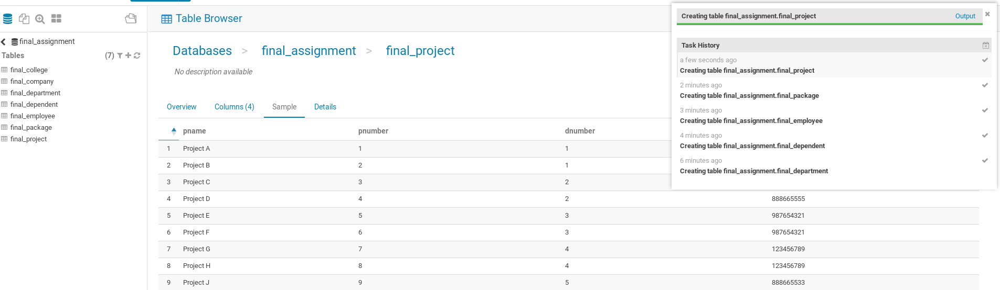 final_assignment
Tables (7)
final_college
final_company
final_department
final_dependent
final_employee
final_package
final_project
Table Browser
Databases > final_assignment > final_project
No description available
Overview Columns (4) Sample Details
pname pnumber dnumber
1 Project A 1 1
2 Project B 2 1
3 Project C 3 2
4 Project D 4 2 888665555
5 Project E 5 3 987654321
6 Project F 6 3 987654321
7 Project G 7 4 123456789
8 Project H 8 4 123456789
9 Project J 9 5 888665533
Creating table final_assignment.final_project Output
Task History
a few seconds ago
Creating table final_assignment.final_project
2 minutes ago
Creating table final_assignment.final_package
3 minutes ago
Creating table final_assignment.final_employee
4 minutes ago
Creating table final_assignment.final_dependent
6 minutes ago
Creating table final_assignment.final_department